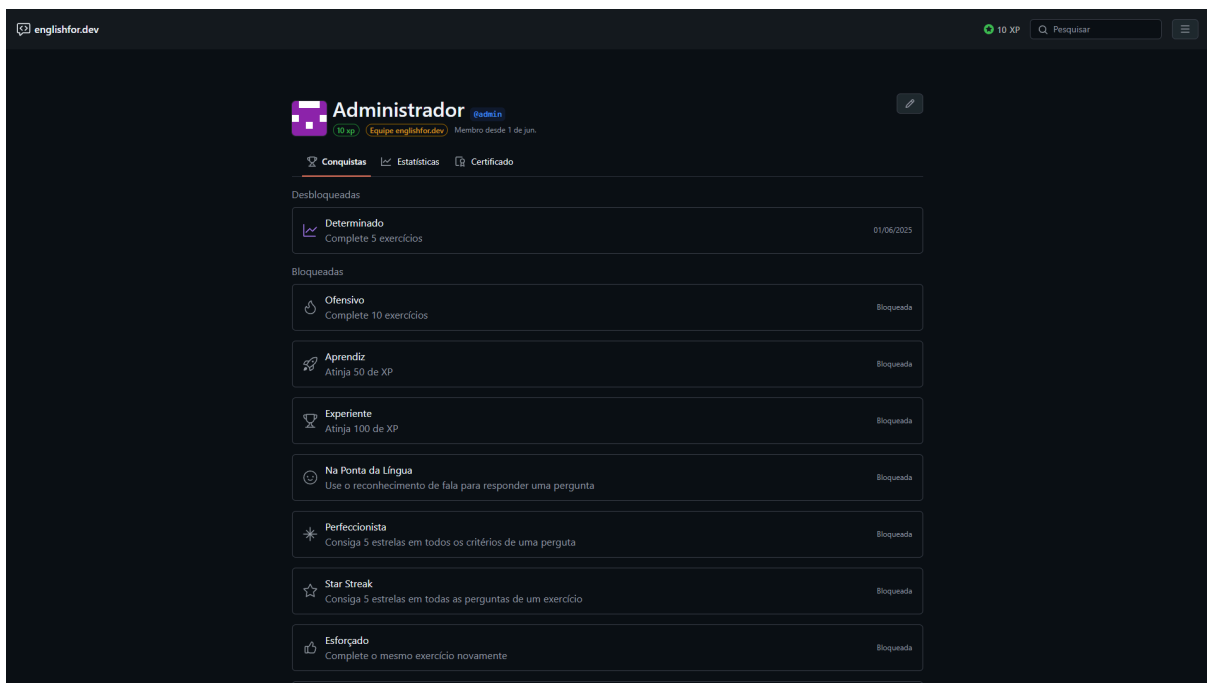 englishfor.dev
10 XP
Pesquisar
Administrador @admin
10 xp Equipe englishfor.dev Membro desde 1 de jun.
Conquistas Estatísticas Certificado
Desbloqueadas
Determinado
Complete 5 exercícios
01/06/2025
Bloqueadas
Ofensivo
Complete 10 exercícios
Bloqueada
Aprendiz
Atinja 50 de XP
Bloqueada
Experiente
Atinja 100 de XP
Bloqueada
Na Ponta da Língua
Use o reconhecimento de fala para responder uma pergunta
Bloqueada
Perfeccionista
Consiga 5 estrelas em todos os critérios de uma perguta
Bloqueada
Star Streak
Consiga 5 estrelas em todas as perguntas de um exercício
Bloqueada
Esforçado
Complete o mesmo exercício novamente
Bloqueada